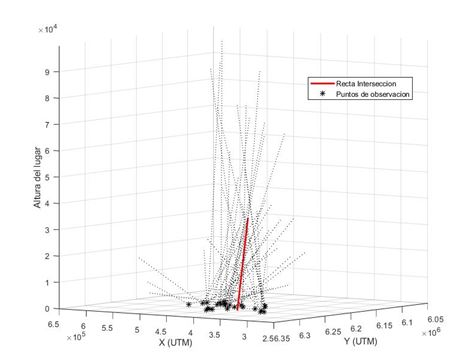 ×10⁴
9
8
7
6
5
4
3
2
1
0
Altura del lugar
Recta Interseccion
Puntos de observacion
6.5 6 5.5 5 4.5 4 3.5 3 2.5
×10⁵
X (UTM)
6.35 6.3 6.25 6.2 6.15 6.1 6.05
×10⁶
Y (UTM)